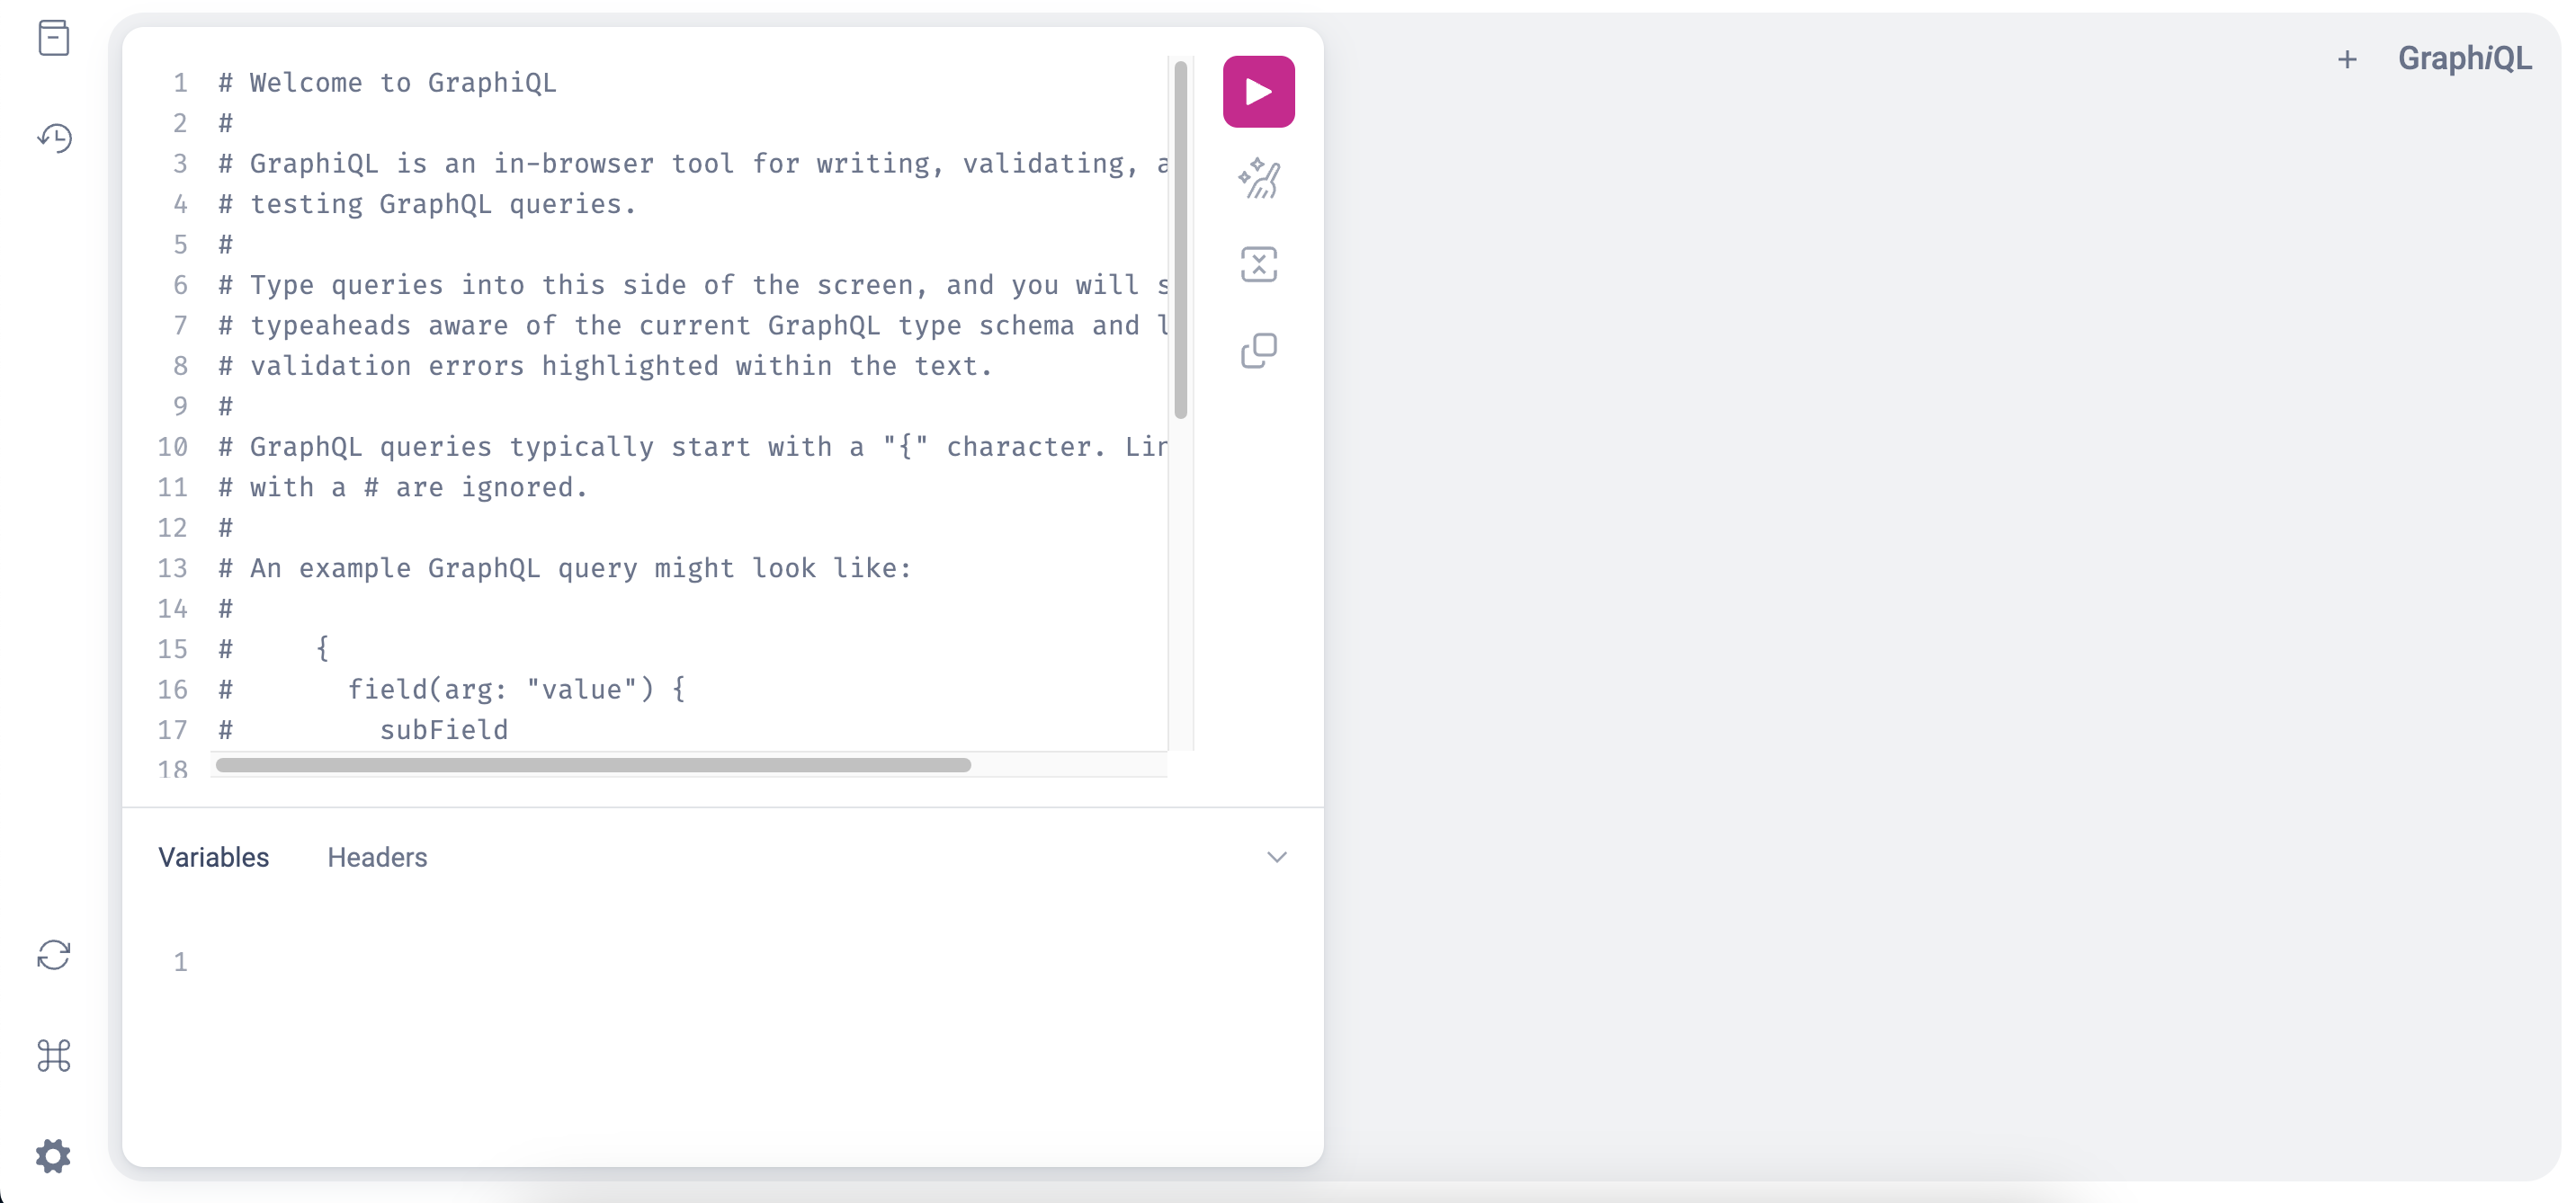 1 # Welcome to GraphiQL
2 #
3 # GraphiQL is an in-browser tool for writing, validating, a
4 # testing GraphQL queries.
5 #
6 # Type queries into this side of the screen, and you will s
7 # typeaheads aware of the current GraphQL type schema and l
8 # validation errors highlighted within the text.
9 #
10 # GraphQL queries typically start with a "{" character. Lin
11 # with a # are ignored.
12 #
13 # An example GraphQL query might look like:
14 #
15 #     {
16 #       field(arg: "value") {
17 #         subField
18
+ GraphiQL
Variables Headers
1